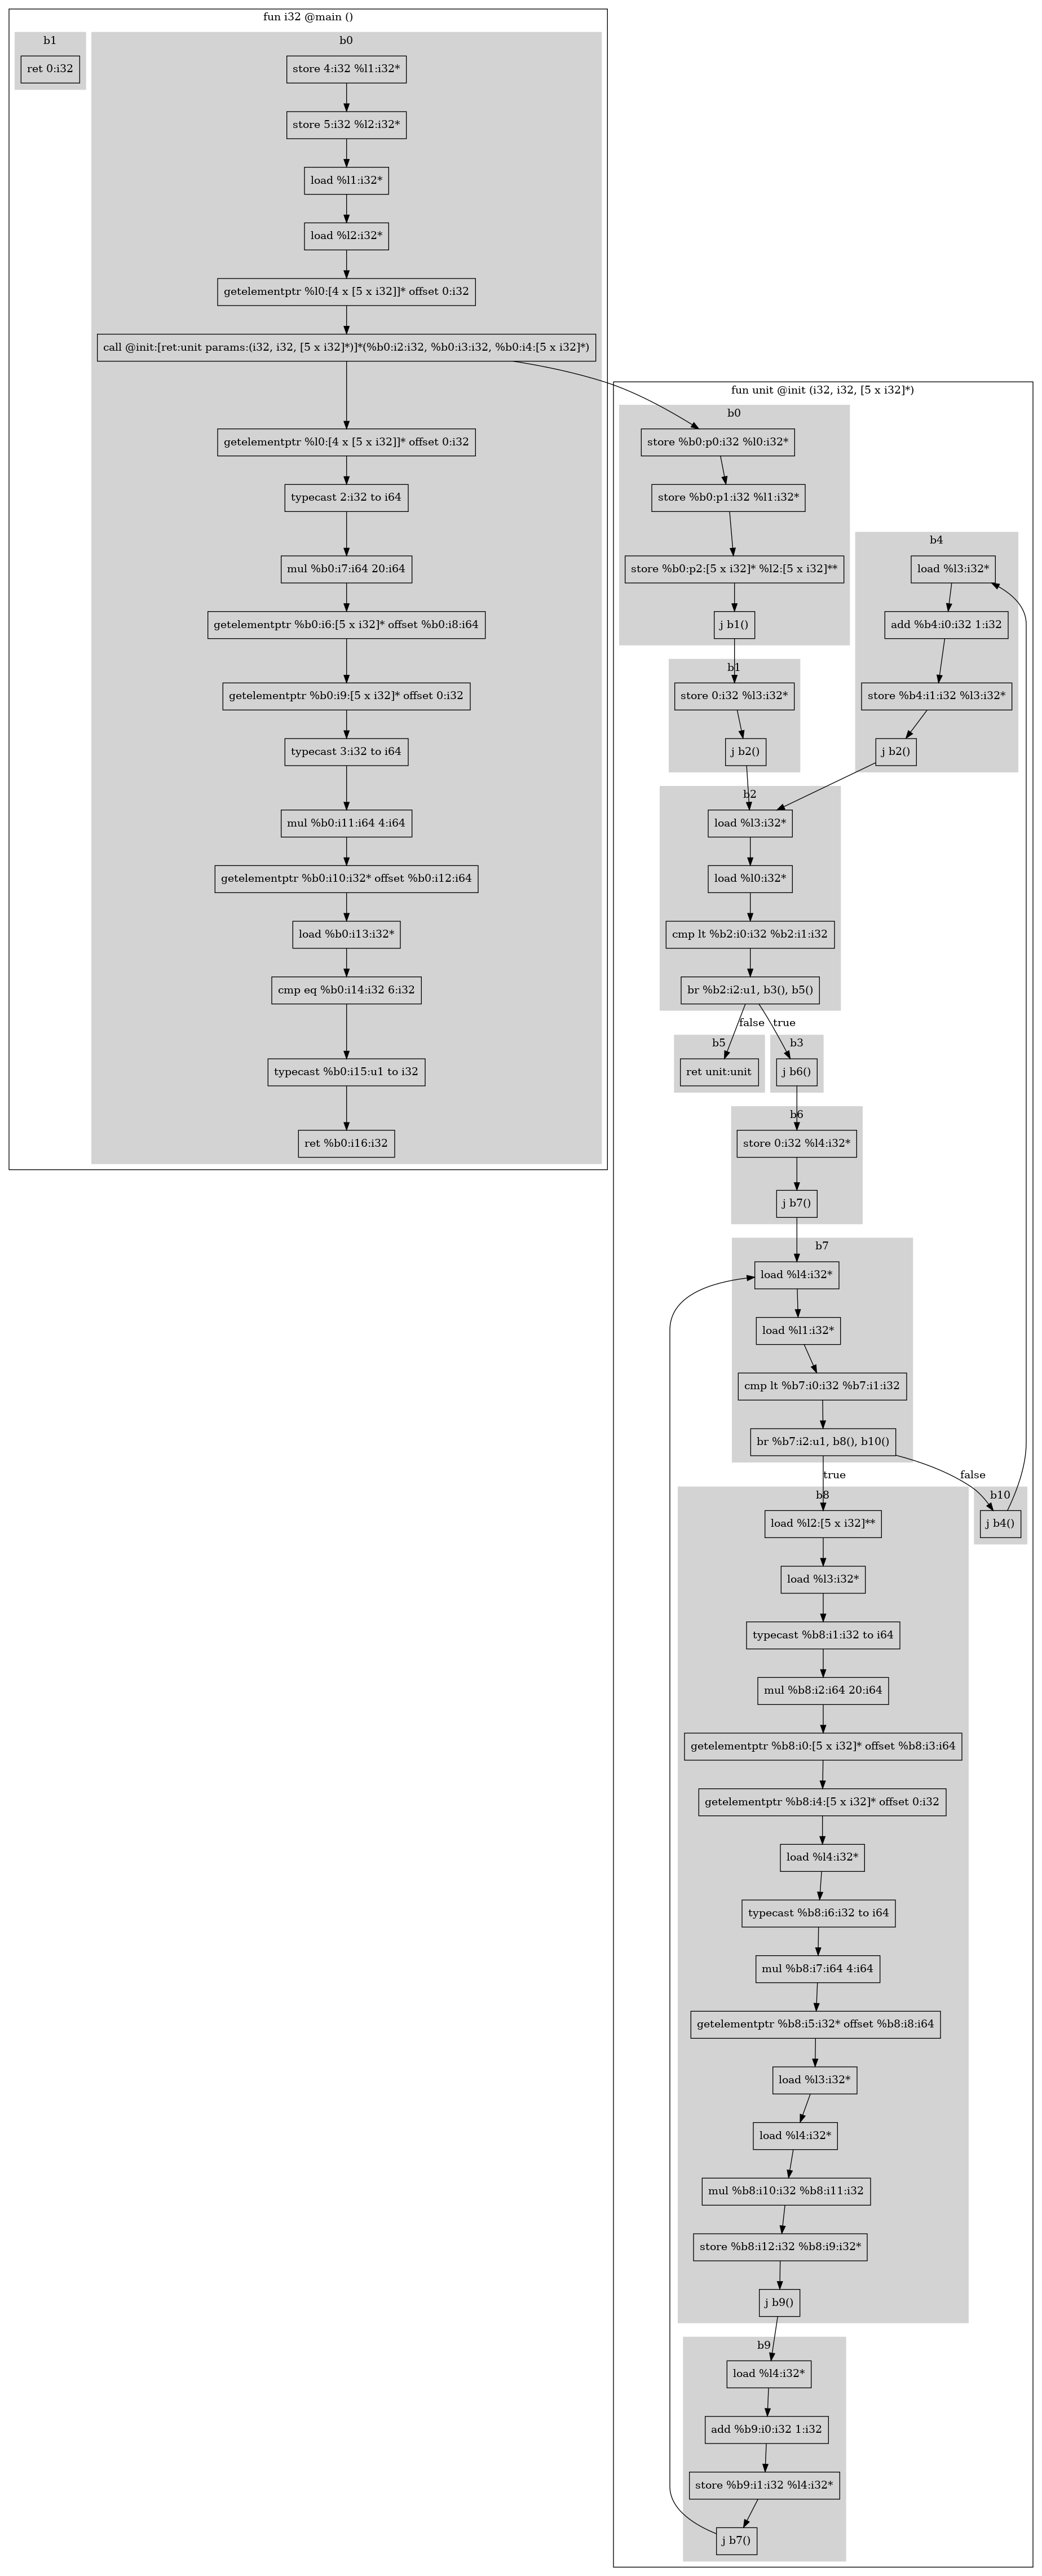 fun i32 @main ()
b1
ret 0:i32
b0
store 4:i32 %l1:i32*
store 5:i32 %l2:i32*
load %l1:i32*
load %l2:i32*
getelementptr %l0:[4 x [5 x i32]]* offset 0:i32
call @init:[ret:unit params:(i32, i32, [5 x i32]*)]*(%b0:i2:i32, %b0:i3:i32, %b0:i4:[5 x i32]*)
getelementptr %l0:[4 x [5 x i32]]* offset 0:i32
typecast 2:i32 to i64
mul %b0:i7:i64 20:i64
getelementptr %b0:i6:[5 x i32]* offset %b0:i8:i64
getelementptr %b0:i9:[5 x i32]* offset 0:i32
typecast 3:i32 to i64
mul %b0:i11:i64 4:i64
getelementptr %b0:i10:i32* offset %b0:i12:i64
load %b0:i13:i32*
cmp eq %b0:i14:i32 6:i32
typecast %b0:i15:u1 to i32
ret %b0:i16:i32
fun unit @init (i32, i32, [5 x i32]*)
b0
store %b0:p0:i32 %l0:i32*
store %b0:p1:i32 %l1:i32*
store %b0:p2:[5 x i32]* %l2:[5 x i32]**
j b1()
b4
load %l3:i32*
add %b4:i0:i32 1:i32
store %b4:i1:i32 %l3:i32*
j b2()
b1
store 0:i32 %l3:i32*
j b2()
b2
load %l3:i32*
load %l0:i32*
cmp lt %b2:i0:i32 %b2:i1:i32
br %b2:i2:u1, b3(), b5()
false
true
b5
ret unit:unit
b3
j b6()
b6
store 0:i32 %l4:i32*
j b7()
b7
load %l4:i32*
load %l1:i32*
cmp lt %b7:i0:i32 %b7:i1:i32
br %b7:i2:u1, b8(), b10()
true
false
b10
j b4()
b8
load %l2:[5 x i32]**
load %l3:i32*
typecast %b8:i1:i32 to i64
mul %b8:i2:i64 20:i64
getelementptr %b8:i0:[5 x i32]* offset %b8:i3:i64
getelementptr %b8:i4:[5 x i32]* offset 0:i32
load %l4:i32*
typecast %b8:i6:i32 to i64
mul %b8:i7:i64 4:i64
getelementptr %b8:i5:i32* offset %b8:i8:i64
load %l3:i32*
load %l4:i32*
mul %b8:i10:i32 %b8:i11:i32
store %b8:i12:i32 %b8:i9:i32*
j b9()
b9
load %l4:i32*
add %b9:i0:i32 1:i32
store %b9:i1:i32 %l4:i32*
j b7()